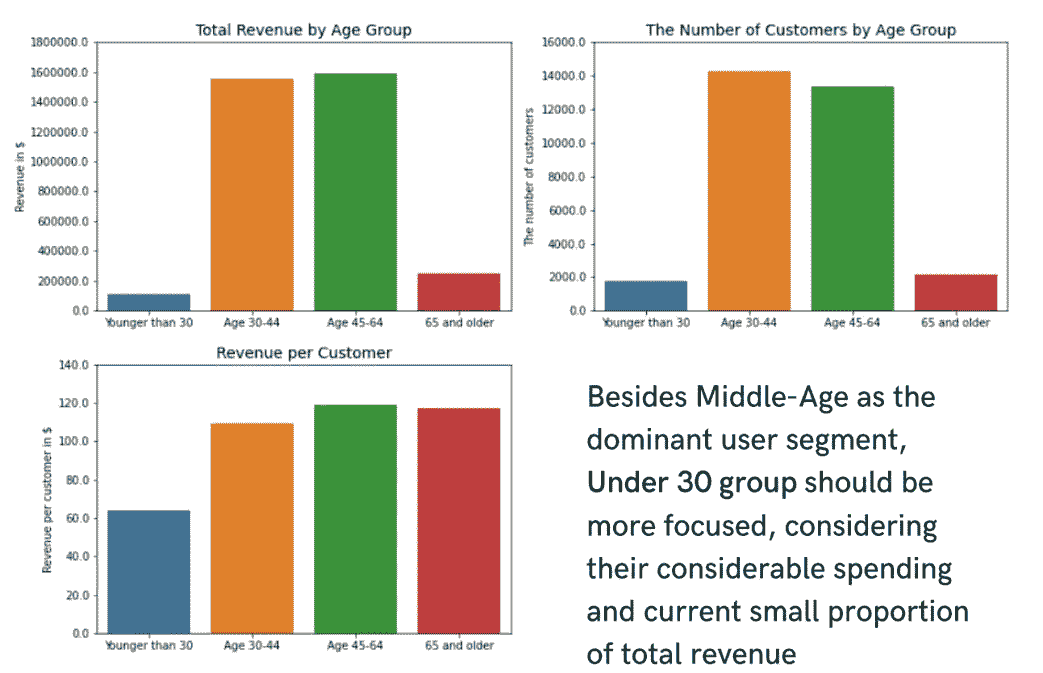 Total Revenue by Age Group
1800000.0
1600000.0
1400000.0
1200000.0
1000000.0
800000.0
600000.0
400000.0
200000.0
0.0
Revenue in $
Younger than 30 Age 30-44 Age 45-64 65 and older
The Number of Customers by Age Group
16000.0
14000.0
12000.0
10000.0
8000.0
6000.0
4000.0
2000.0
0.0
The number of customers
Younger than 30 Age 30-44 Age 45-64 65 and older
Revenue per Customer
140.0
120.0
100.0
80.0
60.0
40.0
20.0
0.0
Revenue per customer in $
Younger than 30 Age 30-44 Age 45-64 65 and older
Besides Middle-Age as the
dominant user segment,
Under 30 group should be
more focused, considering
their considerable spending
and current small proportion
of total revenue